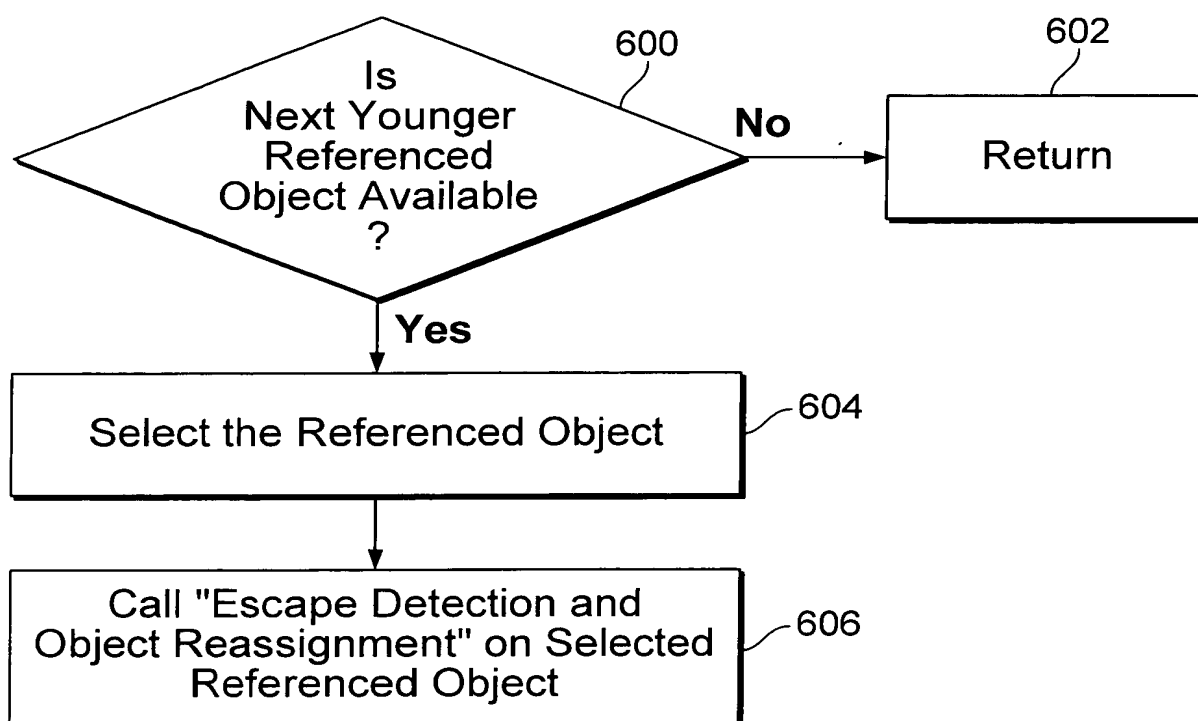 Is
Next Younger
Referenced
Object Available
?
600
No
602
Return
Yes
Select the Referenced Object
604
Call "Escape Detection and
Object Reassignment" on Selected
Referenced Object
606